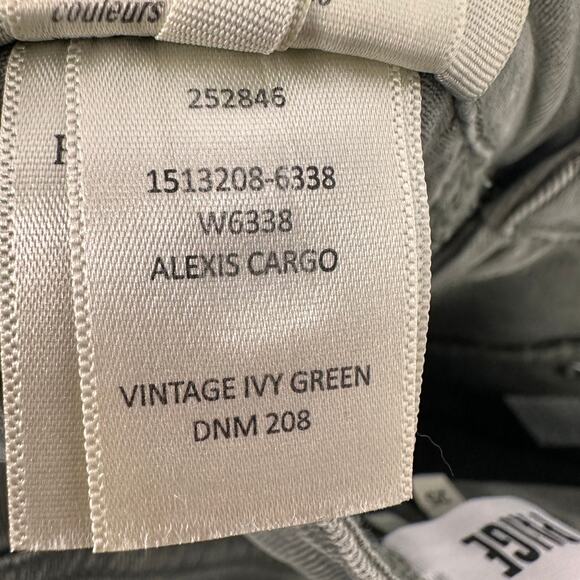 couleurs
252846
1513208-6338
W6338
ALEXIS CARGO
VINTAGE IVY GREEN
DNM 208